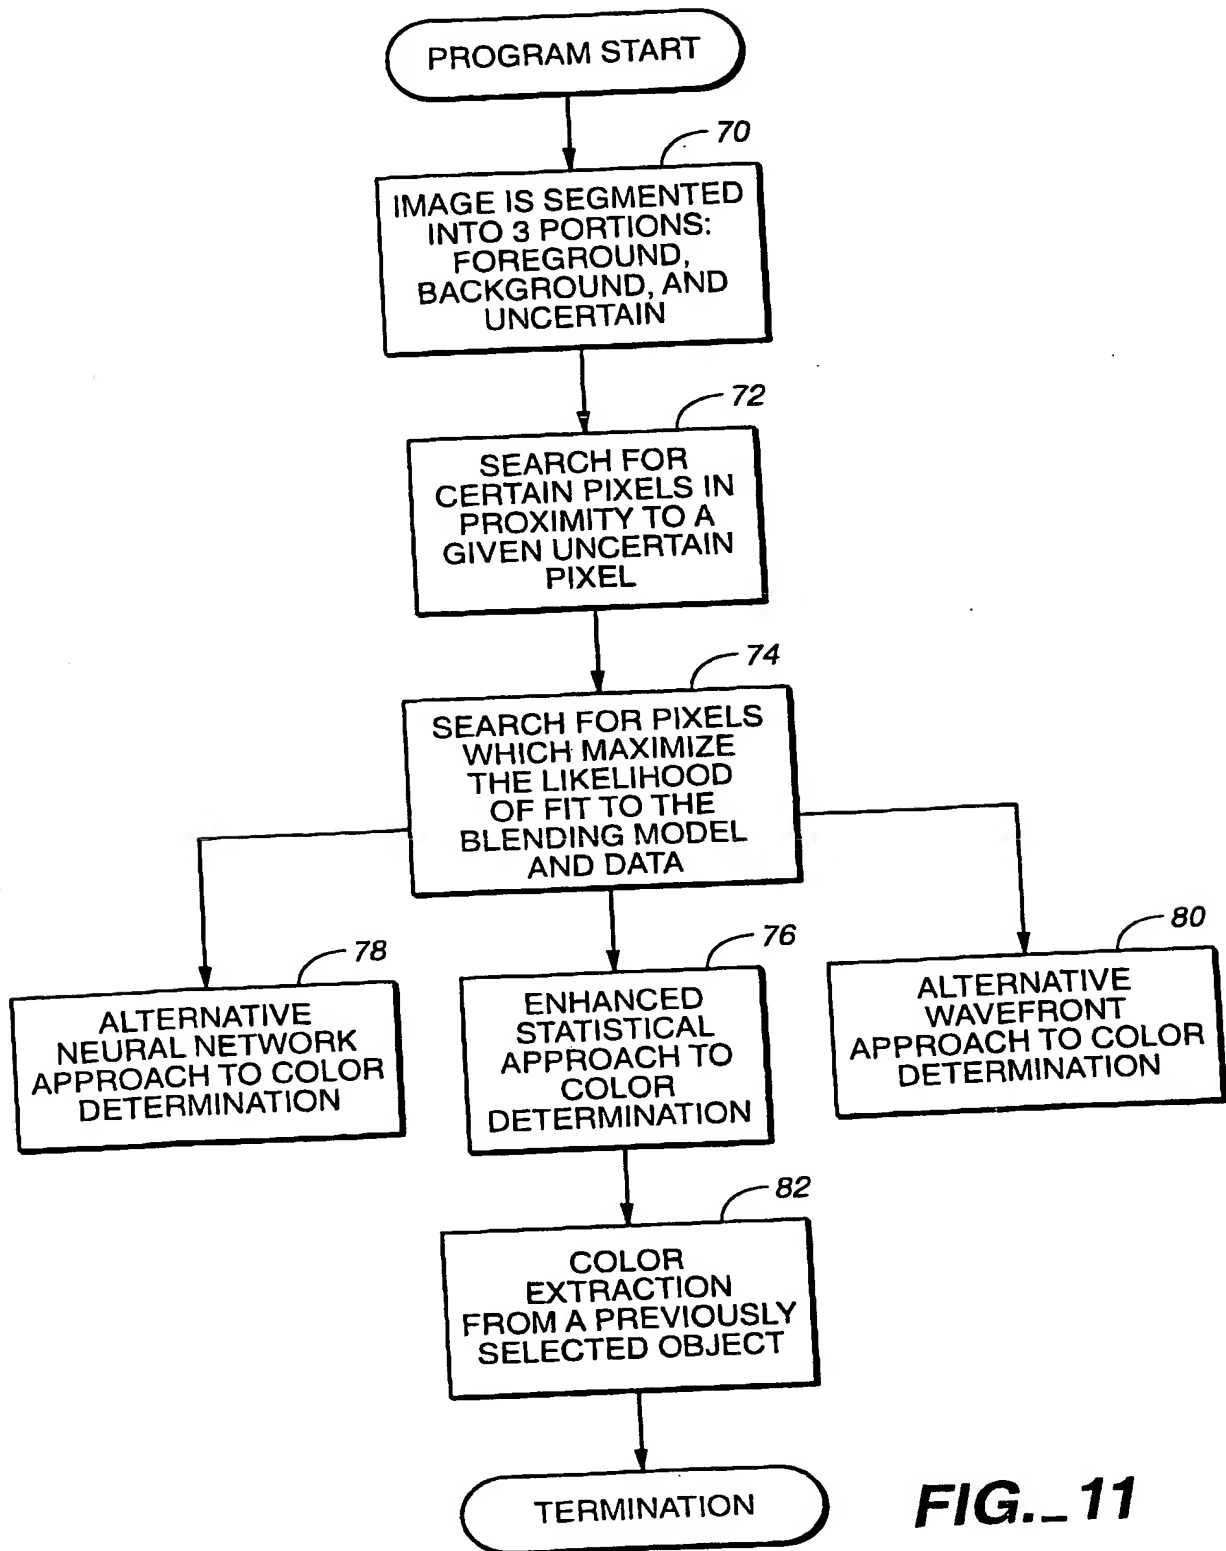 PROGRAM START
70
IMAGE IS SEGMENTED
INTO 3 PORTIONS:
FOREGROUND,
BACKGROUND, AND
UNCERTAIN
72
SEARCH FOR
CERTAIN PIXELS IN
PROXIMITY TO A
GIVEN UNCERTAIN
PIXEL
74
SEARCH FOR PIXELS
WHICH MAXIMIZE
THE LIKELIHOOD
OF FIT TO THE
BLENDING MODEL
AND DATA
78
ALTERNATIVE
NEURAL NETWORK
APPROACH TO COLOR
DETERMINATION
76
ENHANCED
STATISTICAL
APPROACH TO
COLOR
DETERMINATION
80
ALTERNATIVE
WAVEFRONT
APPROACH TO COLOR
DETERMINATION
82
COLOR
EXTRACTION
FROM A PREVIOUSLY
SELECTED OBJECT
TERMINATION
FIG._11